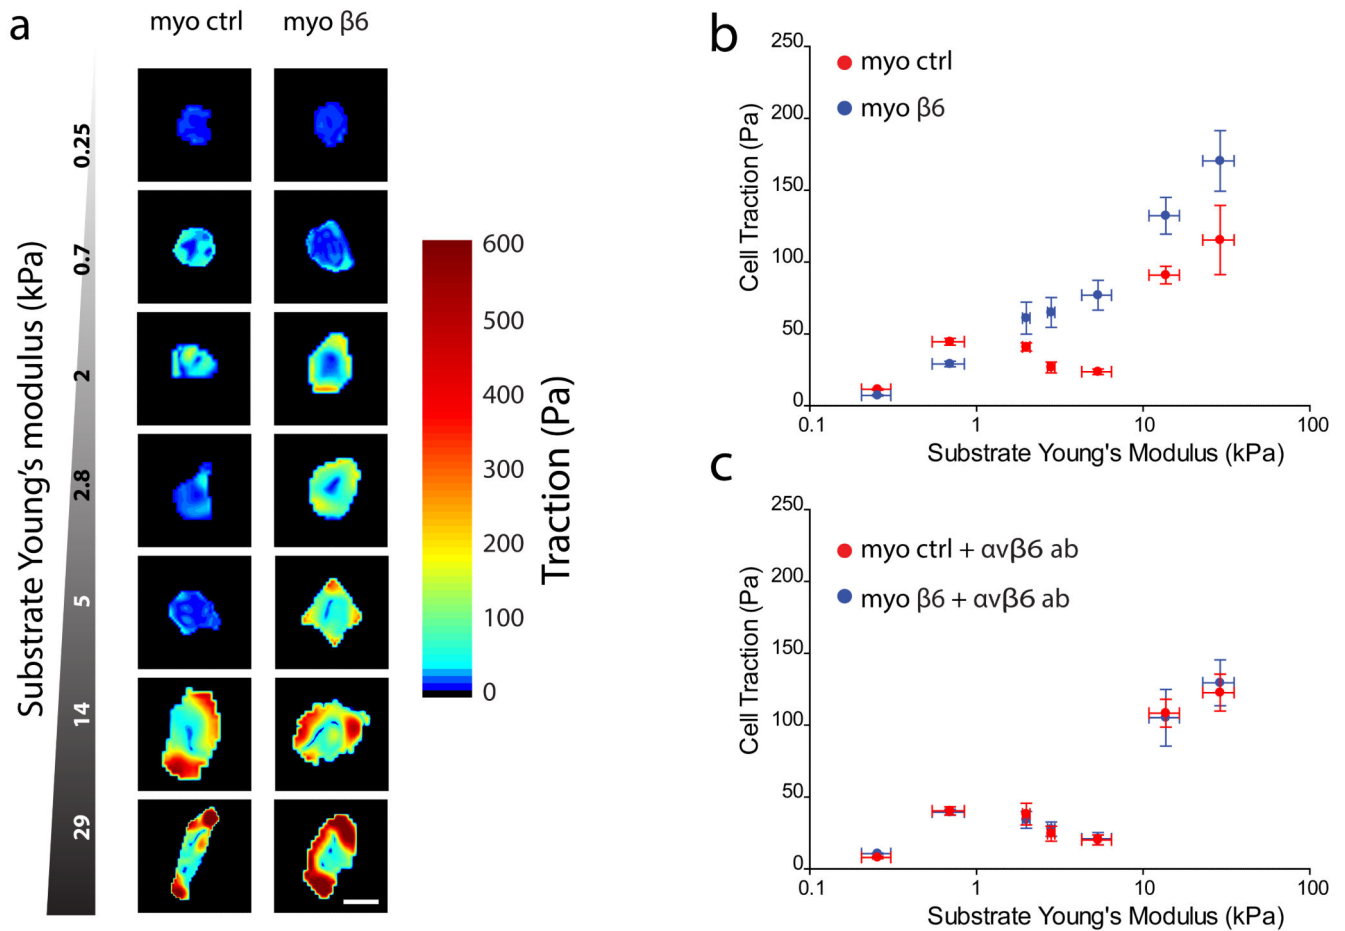 a
myo ctrl
myo β6
Substrate Young's modulus (kPa)
0.25
0.7
2
2.8
5
14
29
600
500
400
300
200
100
0
Traction (Pa)
b
myo ctrl
myo β6
Cell Traction (Pa)
250
200
150
100
50
0
0.1
1
10
100
Substrate Young's Modulus (kPa)
c
myo ctrl + αvβ6 ab
myo β6 + αvβ6 ab
Cell Traction (Pa)
250
200
150
100
50
0
0.1
1
10
100
Substrate Young's Modulus (kPa)